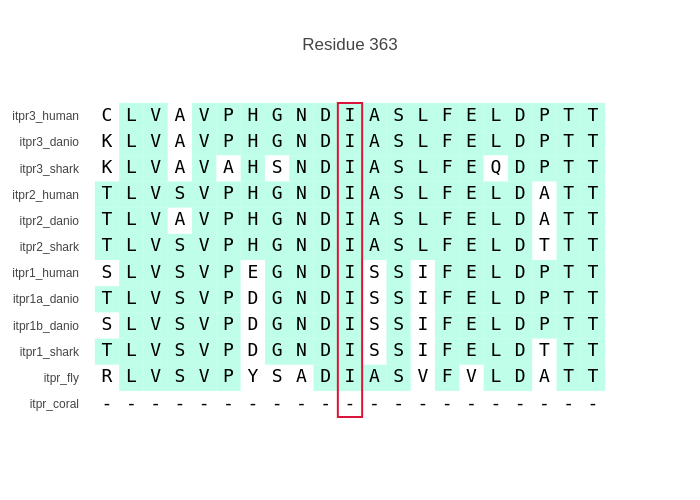 Residue 363
itpr3_human C L V A V P H G N D I A S L F E L D P T T
itpr3_danio K L V A V P H G N D I A S L F E L D P T T
itpr3_shark K L V A V A H S N D I A S L F E Q D P T T
itpr2_human T L V S V P H G N D I A S L F E L D A T T
itpr2_danio T L V A V P H G N D I A S L F E L D A T T
itpr2_shark T L V S V P H G N D I A S L F E L D T T T
itpr1_human S L V S V P E G N D I S S I F E L D P T T
itpr1a_danio T L V S V P D G N D I S S I F E L D P T T
itpr1b_danio S L V S V P D G N D I S S I F E L D P T T
itpr1_shark T L V S V P D G N D I S S I F E L D T T T
itpr_fly R L V S V P Y S A D I A S V F V L D A T T
itpr_coral - - - - - - - - - - - - - - - - - - - - -